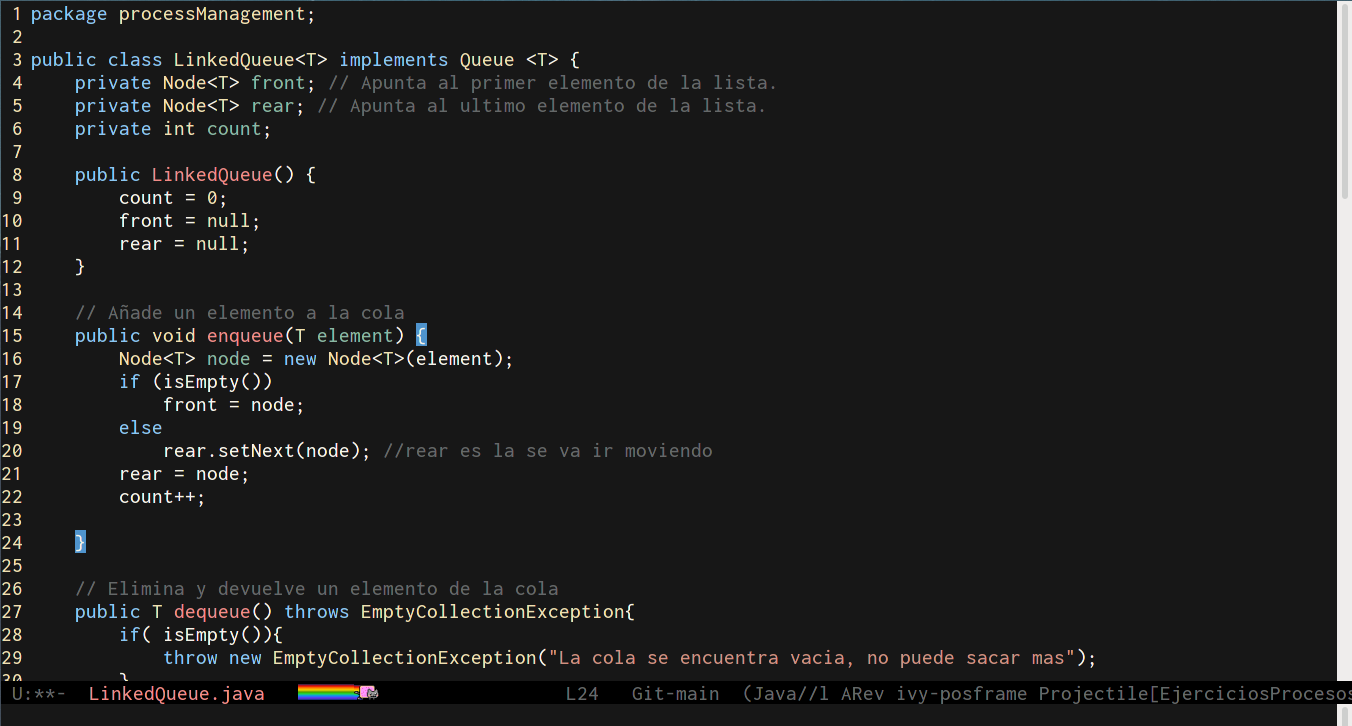 1 package processManagement;
2
3 public class LinkedQueue<T> implements Queue <T> {
4     private Node<T> front; // Apunta al primer elemento de la lista.
5     private Node<T> rear; // Apunta al ultimo elemento de la lista.
6     private int count;
7
8     public LinkedQueue() {
9         count = 0;
10         front = null;
11         rear = null;
12     }
13
14     // Añade un elemento a la cola
15     public void enqueue(T element) {
16         Node<T> node = new Node<T>(element);
17         if (isEmpty())
18             front = node;
19         else
20             rear.setNext(node); //rear es la se va ir moviendo
21         rear = node;
22         count++;
23
24     }
25
26     // Elimina y devuelve un elemento de la cola
27     public T dequeue() throws EmptyCollectionException{
28         if( isEmpty()){
29             throw new EmptyCollectionException("La cola se encuentra vacia, no puede sacar mas");
30         }
U:**-  LinkedQueue.java  L24  Git-main  (Java//l ARev ivy-posframe Projectile[EjerciciosProcesos